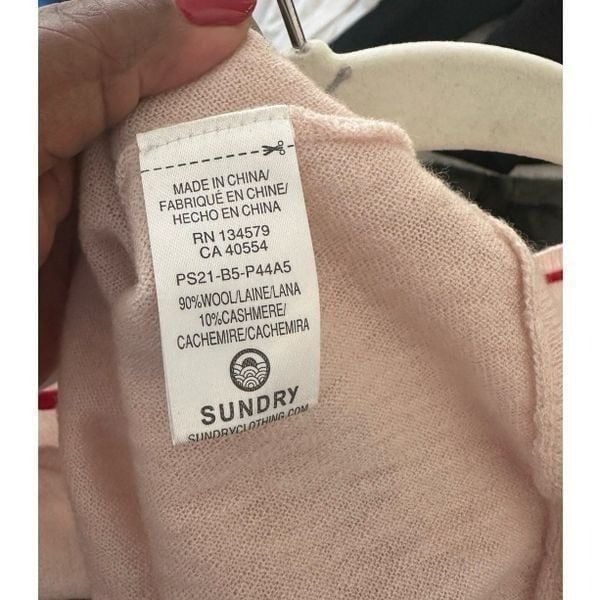 MADE IN CHINA/
FABRIQUÉ EN CHINE/
HECHO EN CHINA
RN 134579
CA 40554
PS21-B5-P44A5
90%WOOL/LAINE/LANA
10%CASHMERE/
CACHEMIRE/CACHEMIRA
SUNDRY
SUNDRYCLOTHING.COM